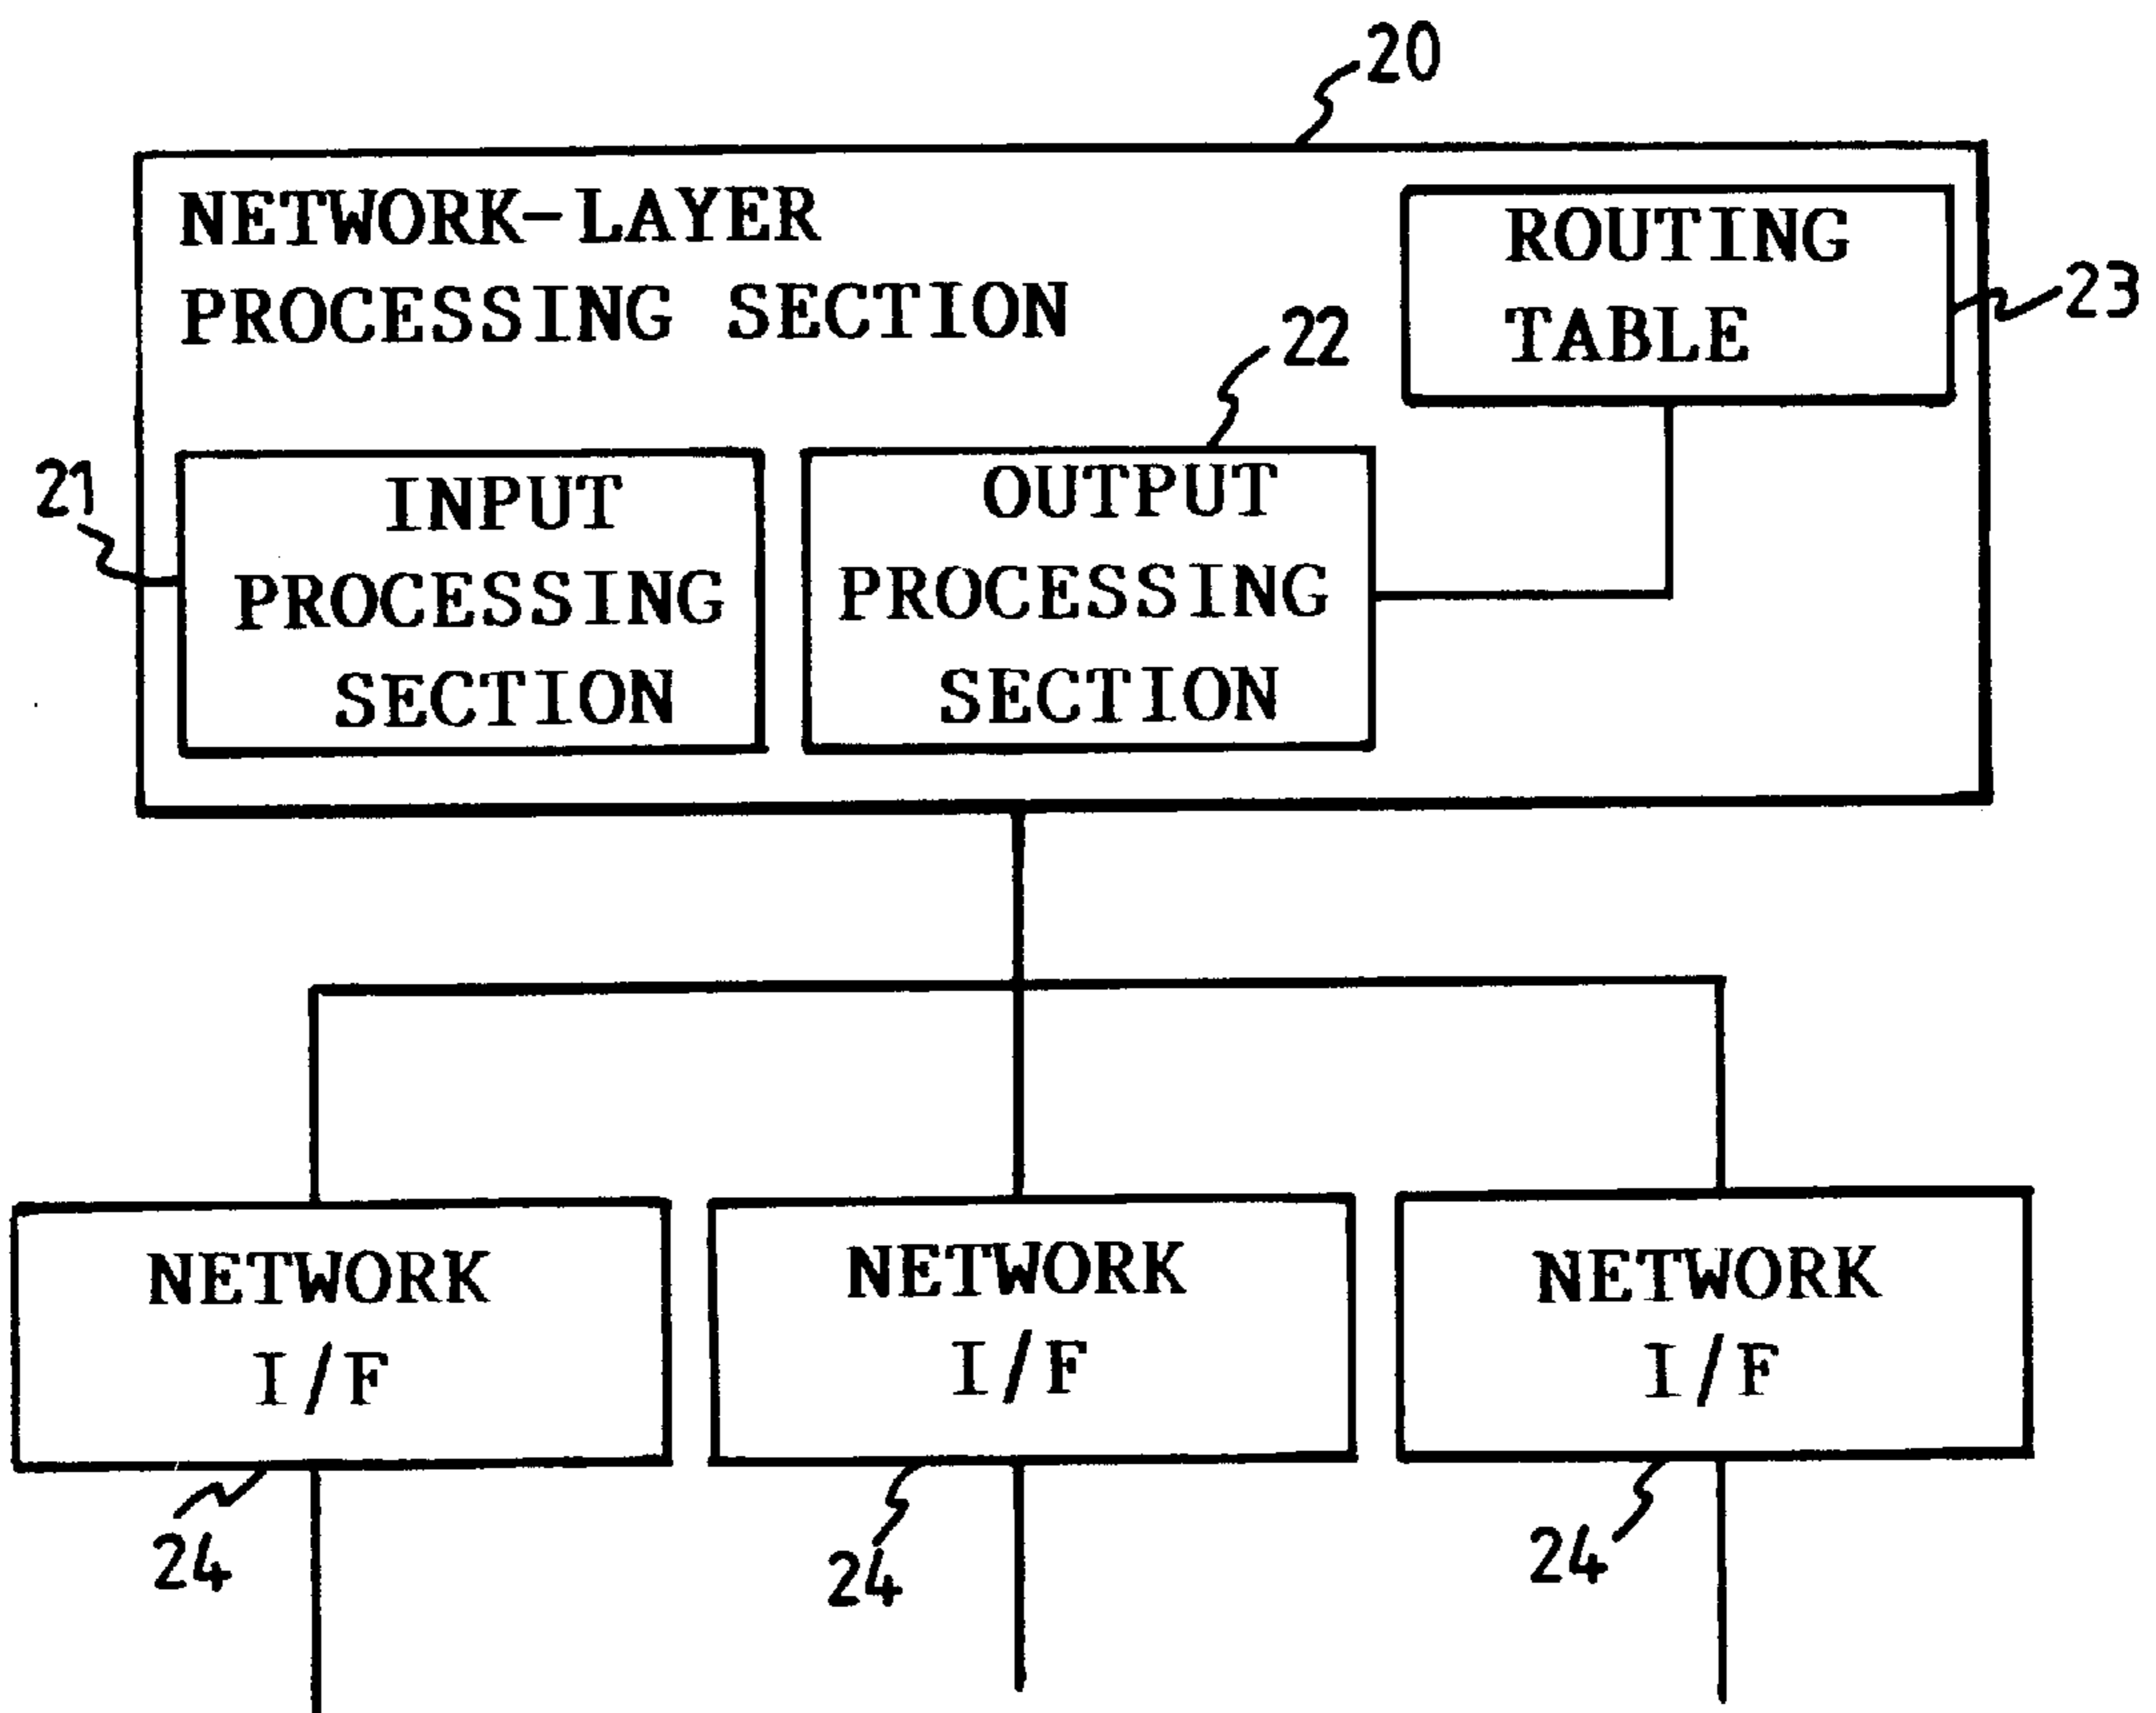 20
NETWORK-LAYER
PROCESSING SECTION
ROUTING
TABLE
23
22
21
INPUT
PROCESSING
SECTION
OUTPUT
PROCESSING
SECTION
NETWORK
I/F
NETWORK
I/F
NETWORK
I/F
24
24
24